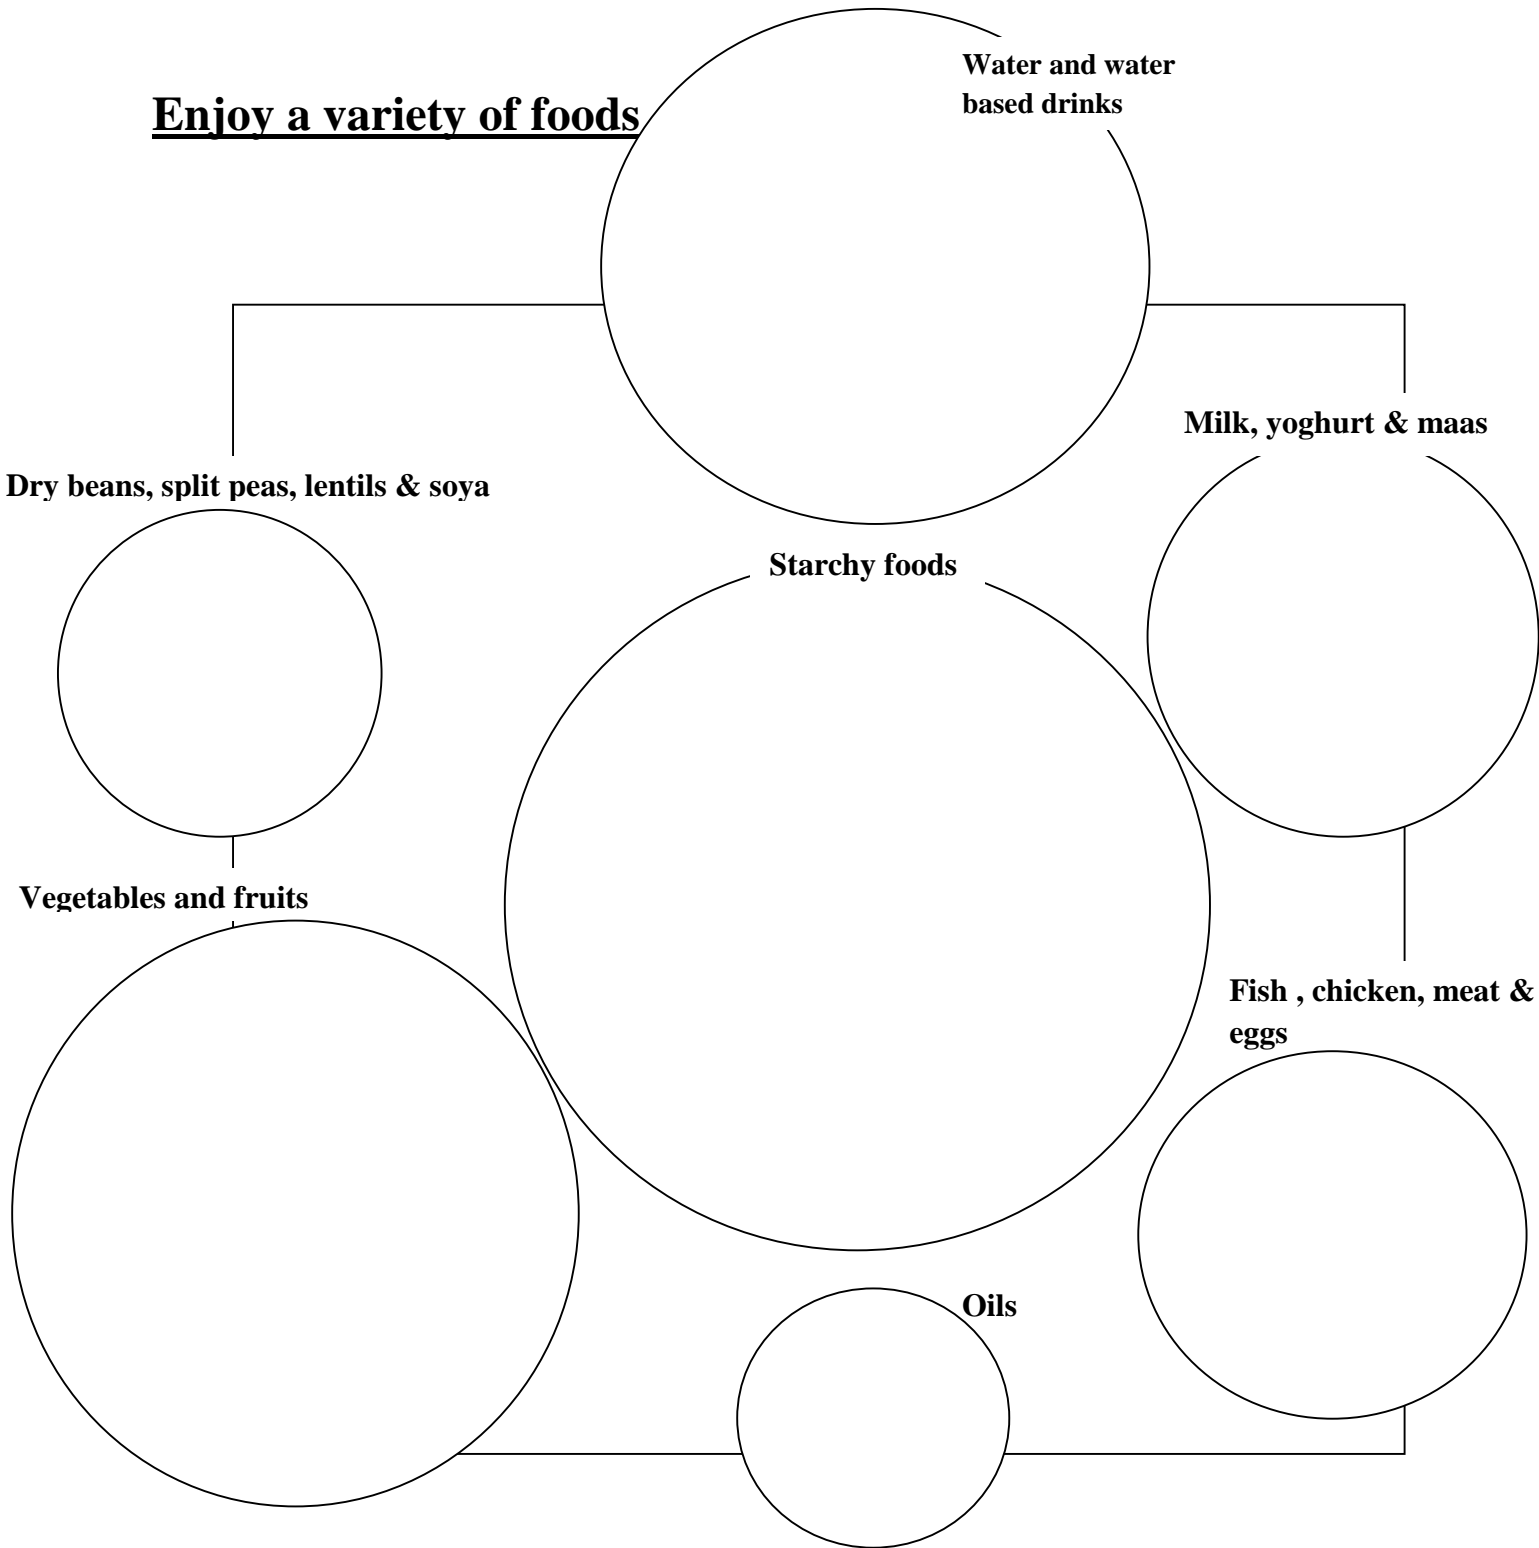 Enjoy a variety of foods
Water and water
based drinks
Milk, yoghurt & maas
Dry beans, split peas, lentils & soya
Starchy foods
Vegetables and fruits
Fish , chicken, meat &
eggs
Oils